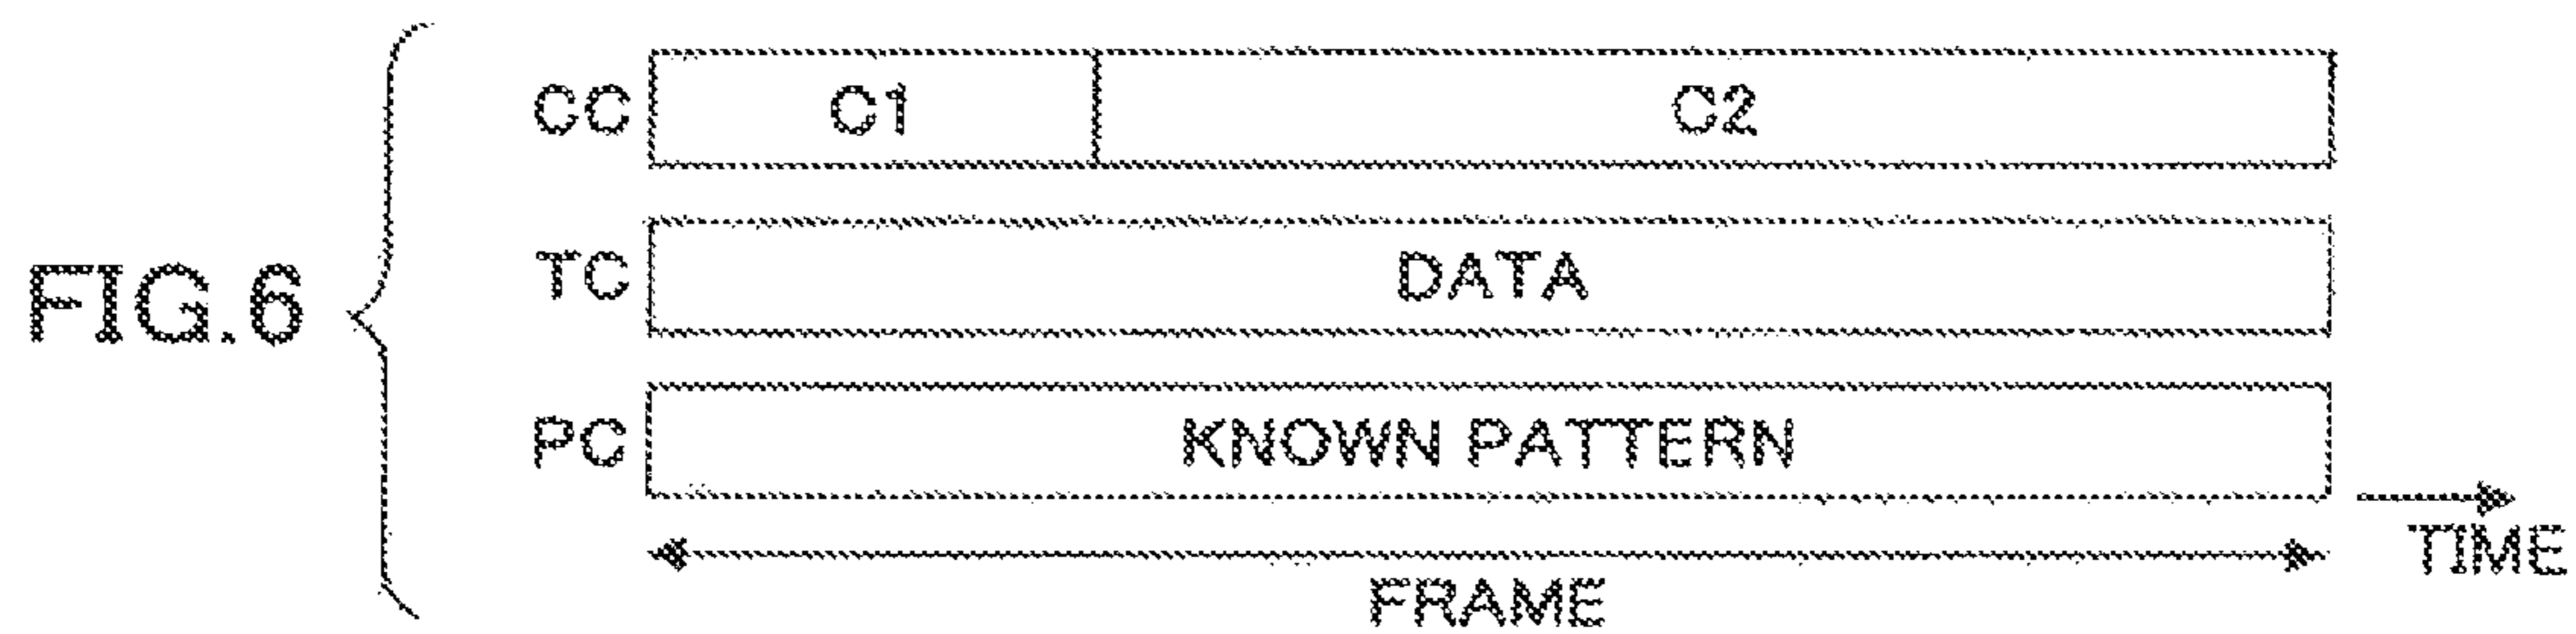 CC C1 C2
TC DATA
FIG.6
PC KNOWN PATTERN
TIME
FRAME